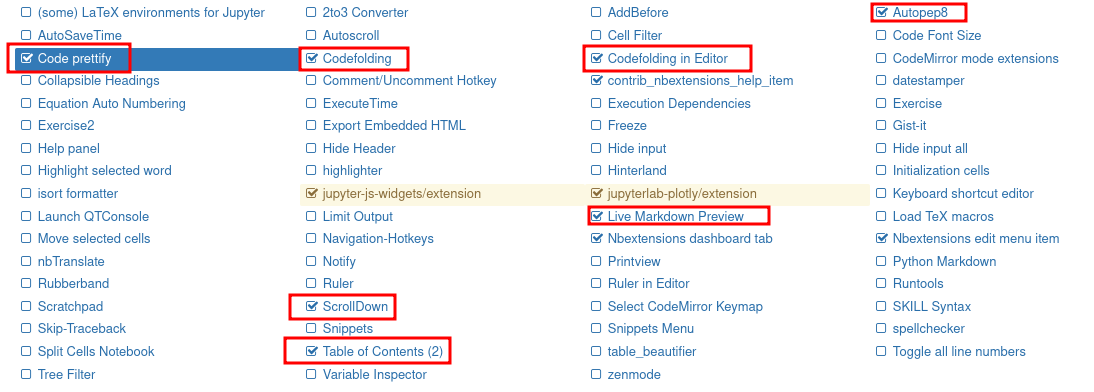 (some) LaTeX environments for Jupyter 2to3 Converter AddBefore Autopep8
AutoSaveTime Autoscroll Cell Filter Code Font Size
Code prettify Codefolding Codefolding in Editor CodeMirror mode extensions
Collapsible Headings Comment/Uncomment Hotkey contrib_nbextensions_help_item datestamper
Equation Auto Numbering ExecuteTime Execution Dependencies Exercise
Exercise2 Export Embedded HTML Freeze Gist-it
Help panel Hide Header Hide input Hide input all
Highlight selected word highlighter Hinterland Initialization cells
isort formatter jupyter-js-widgets/extension jupyterlab-plotly/extension Keyboard shortcut editor
Launch QTConsole Limit Output Live Markdown Preview Load TeX macros
Move selected cells Navigation-Hotkeys Nbextensions dashboard tab Nbextensions edit menu item
nbTranslate Notify Printview Python Markdown
Rubberband Ruler Ruler in Editor Runtools
Scratchpad ScrollDown Select CodeMirror Keymap SKILL Syntax
Skip-Traceback Snippets Snippets Menu spellchecker
Split Cells Notebook Table of Contents (2) table_beautifier Toggle all line numbers
Tree Filter Variable Inspector zenmode